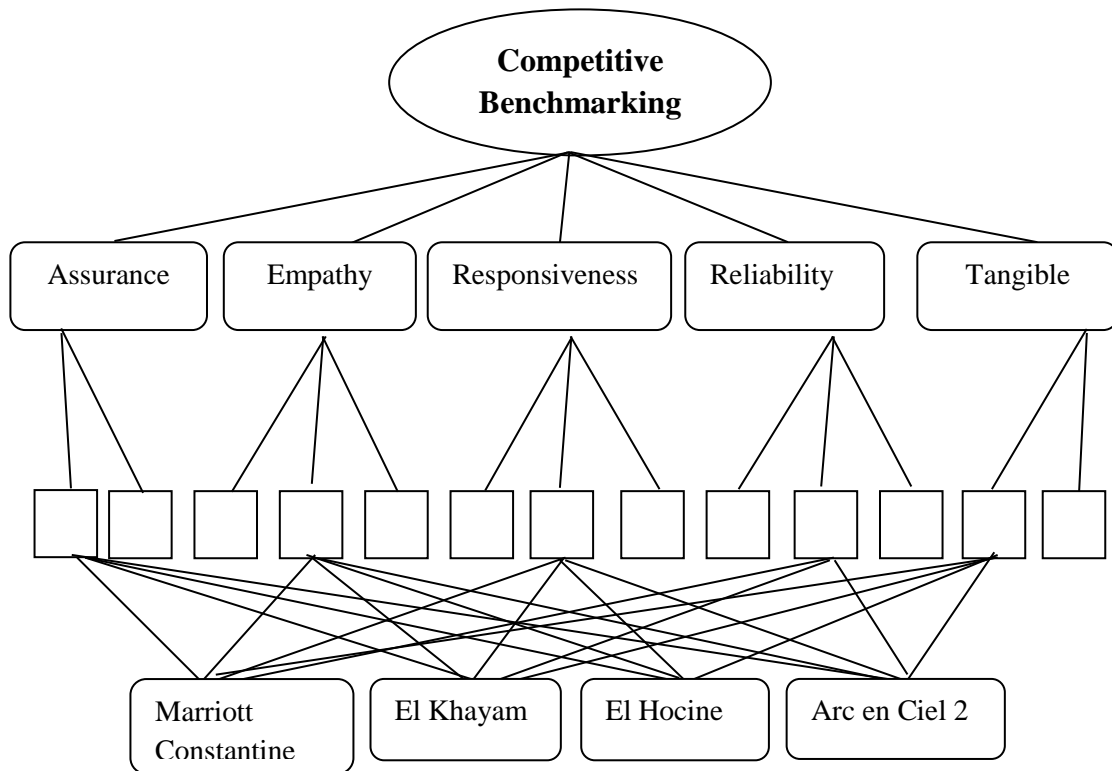 Competitive
Benchmarking
Assurance
Empathy
Responsiveness
Reliability
Tangible
Marriott
Constantine
El Khayam
El Hocine
Arc en Ciel 2